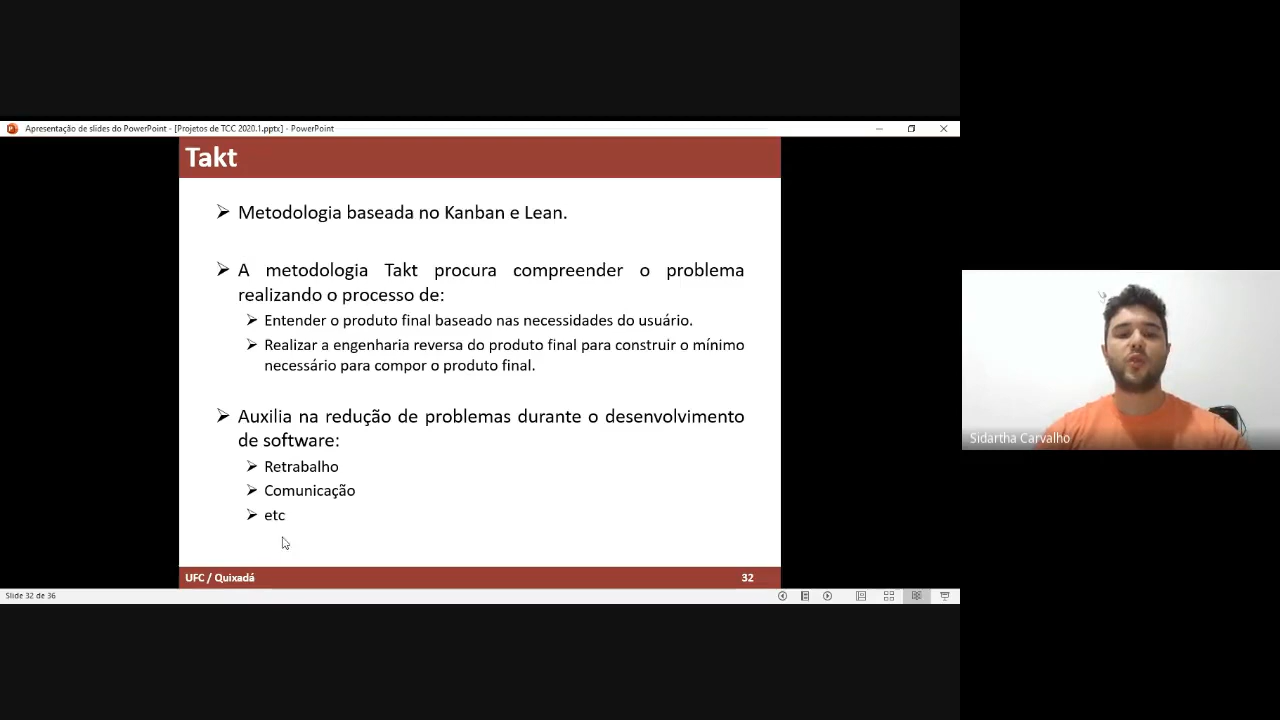 Apresentação de slides do PowerPoint - [Projetos de TCC 2020.1.pptx] - PowerPoint
Takt
Metodologia baseada no Kanban e Lean.
A metodologia Takt procura compreender o problema
realizando o processo de:
Entender o produto final baseado nas necessidades do usuário.
Realizar a engenharia reversa do produto final para construir o mínimo
necessário para compor o produto final.
Auxilia na redução de problemas durante o desenvolvimento
de software:
Retrabalho
Comunicação
etc
UFC / Quixadá
32
Slide 32 de 36
Sidartha Carvalho